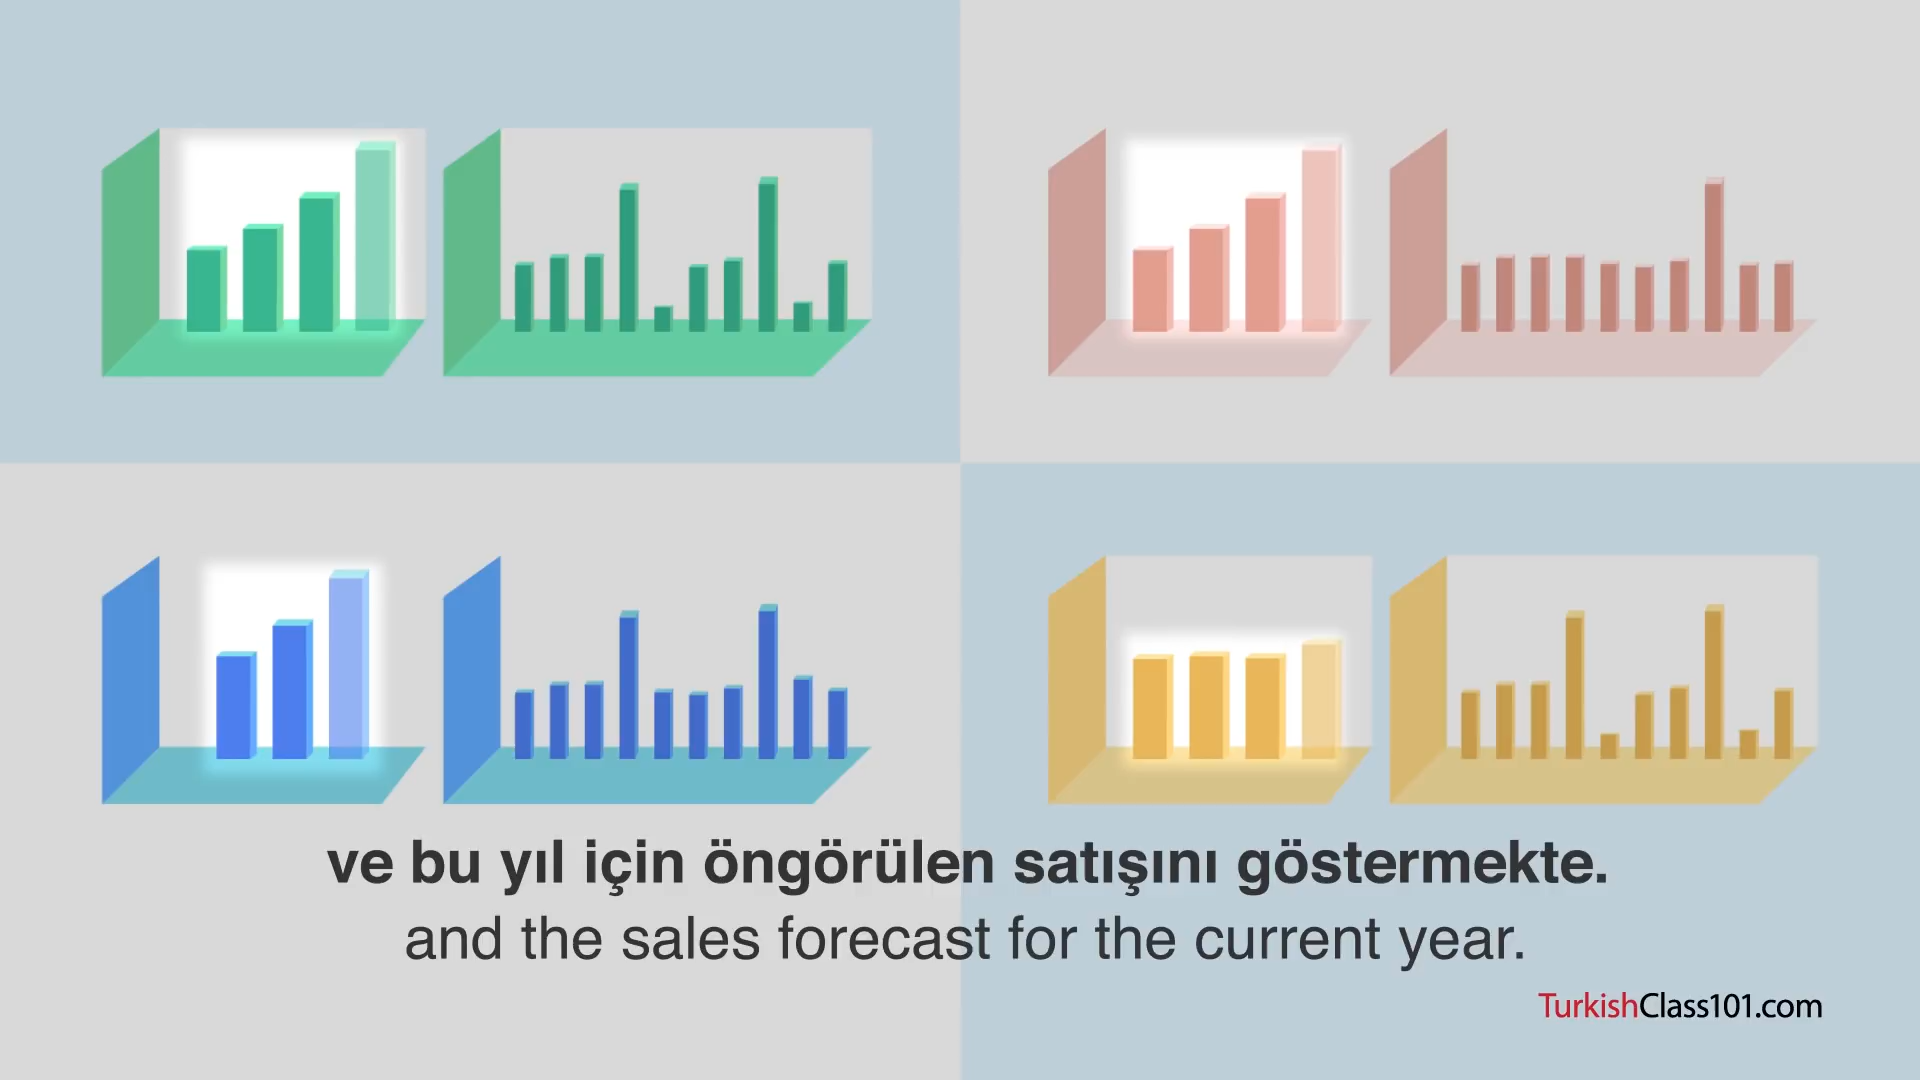 ve bu yıl için öngörülen satışını göstermekte.
and the sales forecast for the current year.
TurkishClass101.com